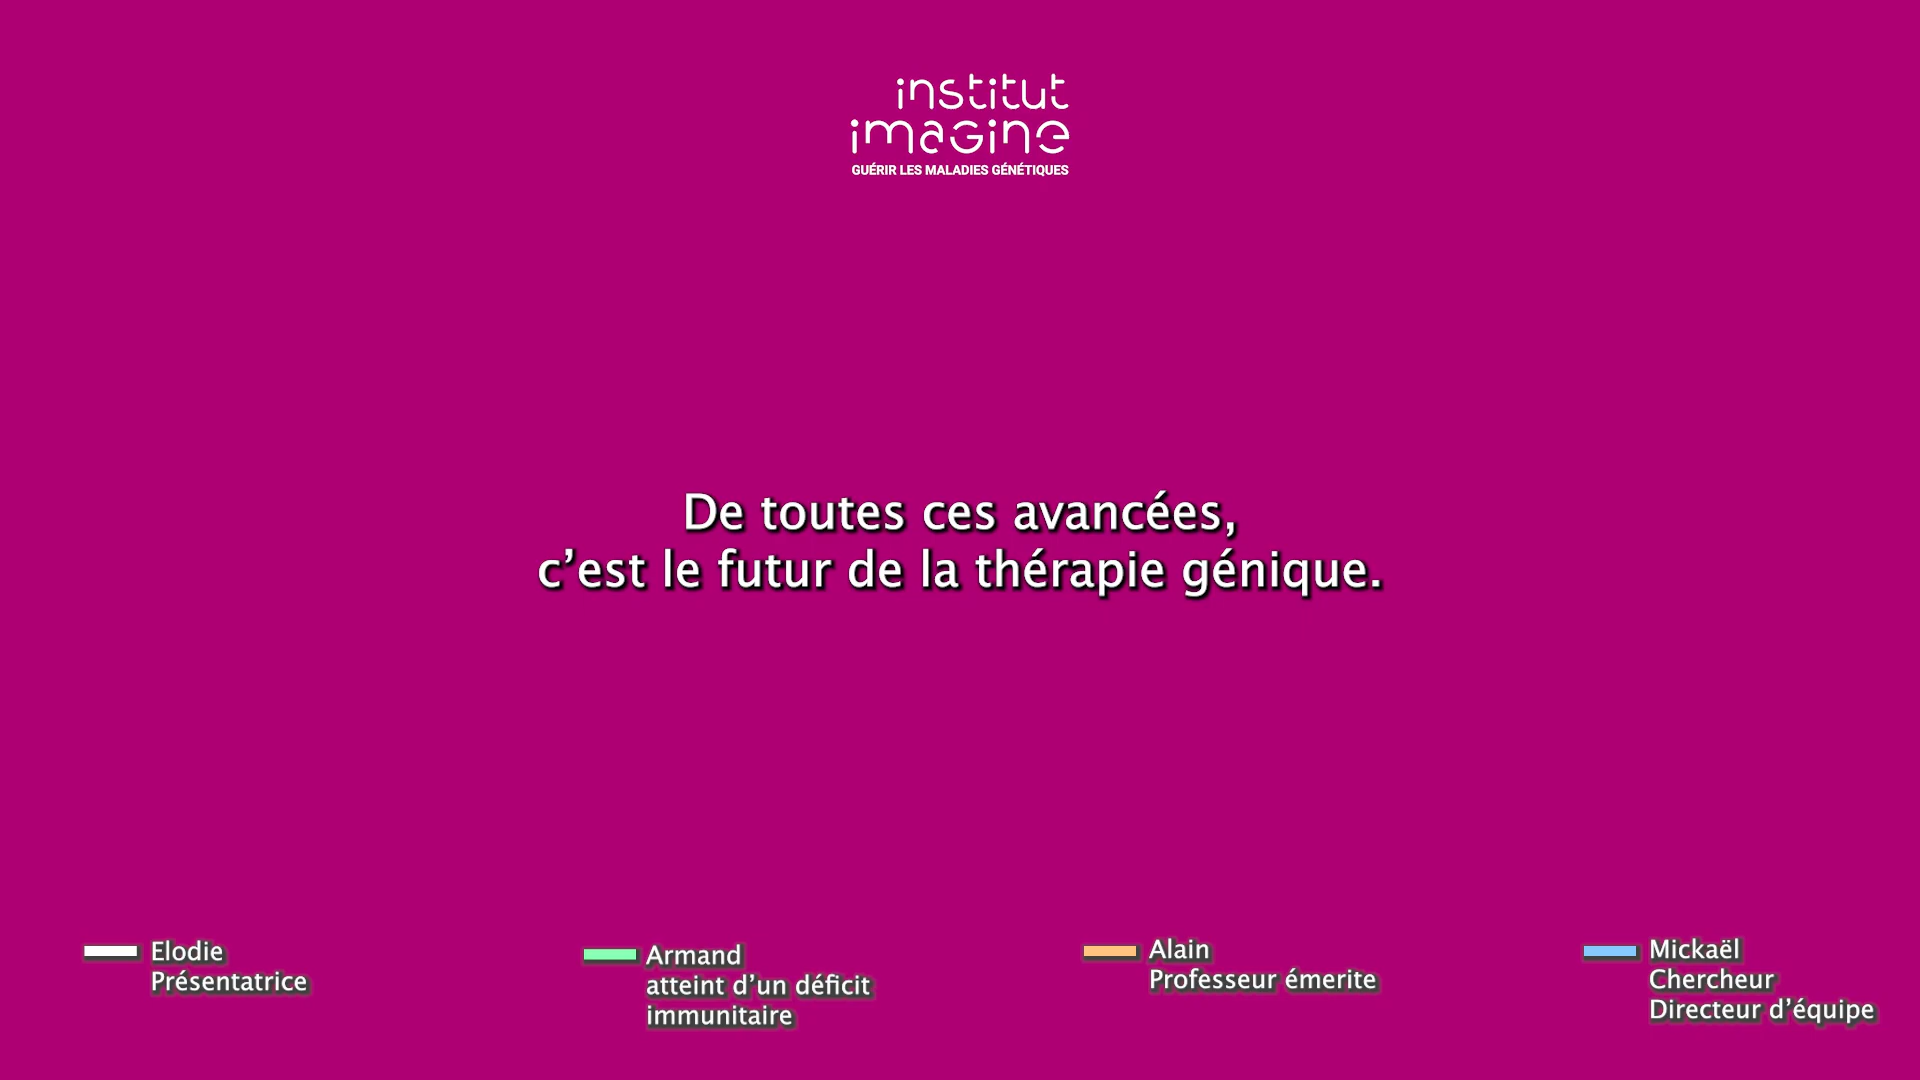 institut
imagine
GUÉRIR LES MALADIES GÉNÉTIQUES
De toutes ces avancées,
c’est le futur de la thérapie génique.
Elodie
Présentatrice
Armand
atteint d’un déficit
immunitaire
Alain
Professeur émerite
Mickaël
Chercheur
Directeur d’équipe